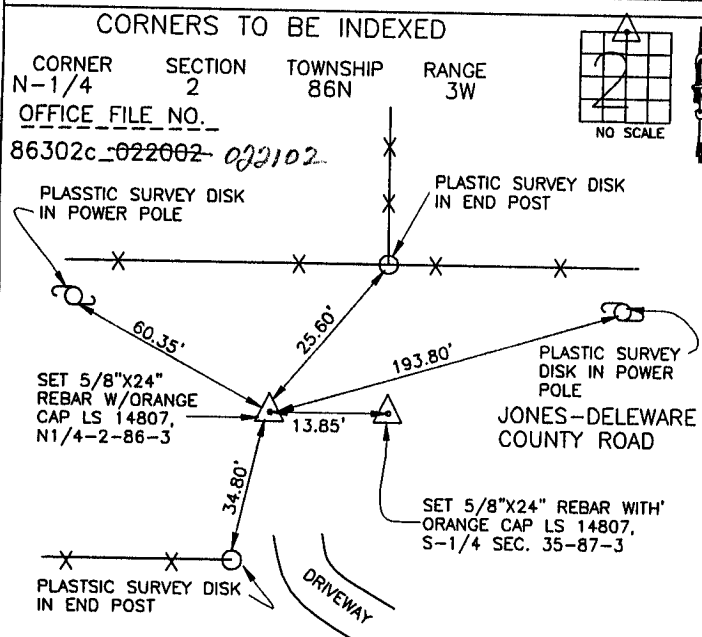 CORNERS TO BE INDEXED
CORNER SECTION TOWNSHIP RANGE
N-1/4 2 86N 3W
OFFICE FILE NO.
86302c_022002 022102
2
NO SCALE
PLASSTIC SURVEY DISK
IN POWER POLE
PLASTIC SURVEY DISK
IN END POST
60.35'
25.60'
193.80'
PLASTIC SURVEY
DISK IN POWER
POLE
JONES-DELEWARE
COUNTY ROAD
SET 5/8"X24"
REBAR W/ORANGE
CAP LS 14807,
N1/4-2-86-3
13.85'
34.80'
SET 5/8"X24" REBAR WITH'
ORANGE CAP LS 14807,
S-1/4 SEC. 35-87-3
PLASTSIC SURVEY DISK
IN END POST
DRIVEWAY